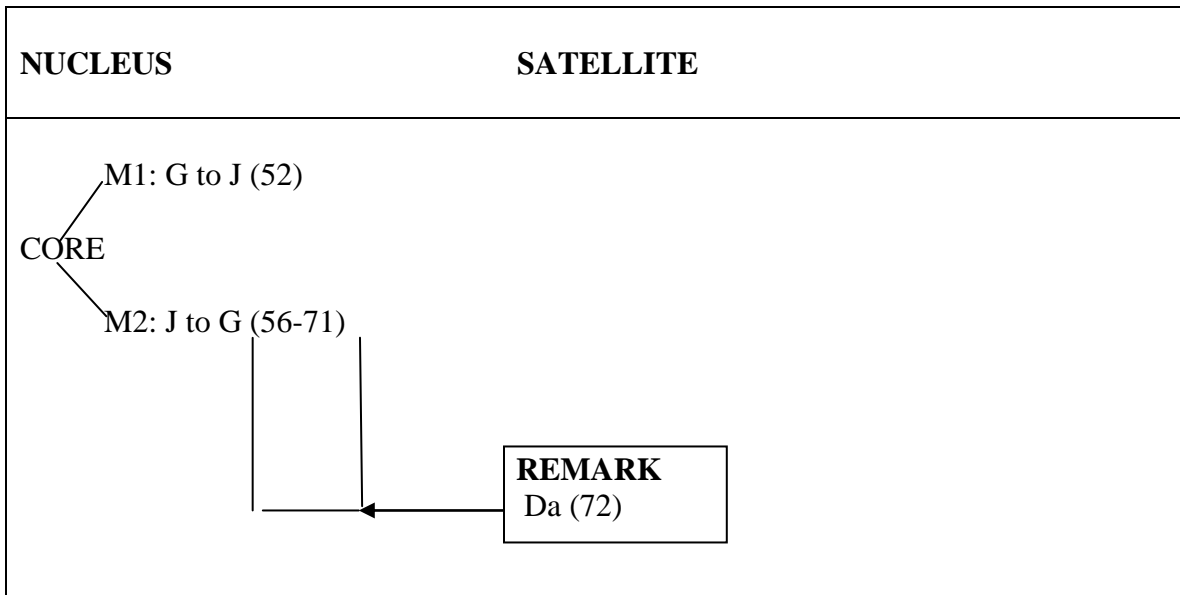 NUCLEUS SATELLITE
M1: G to J (52)
CORE
M2: J to G (56-71)
REMARK
Da (72)